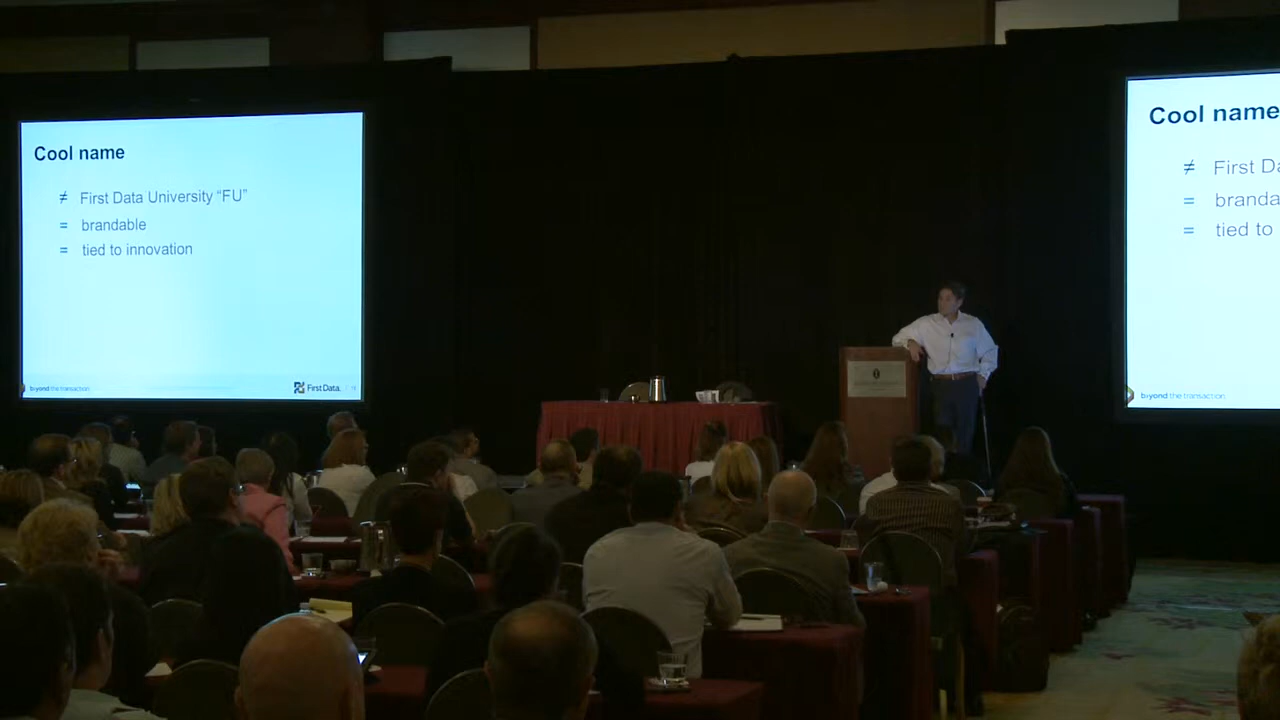 Cool name
≠ First Data University “FU”
= brandable
= tied to innovation
beyond the transaction
First Data.
Cool name
≠ First Da
= branda
= tied to
beyond the transaction